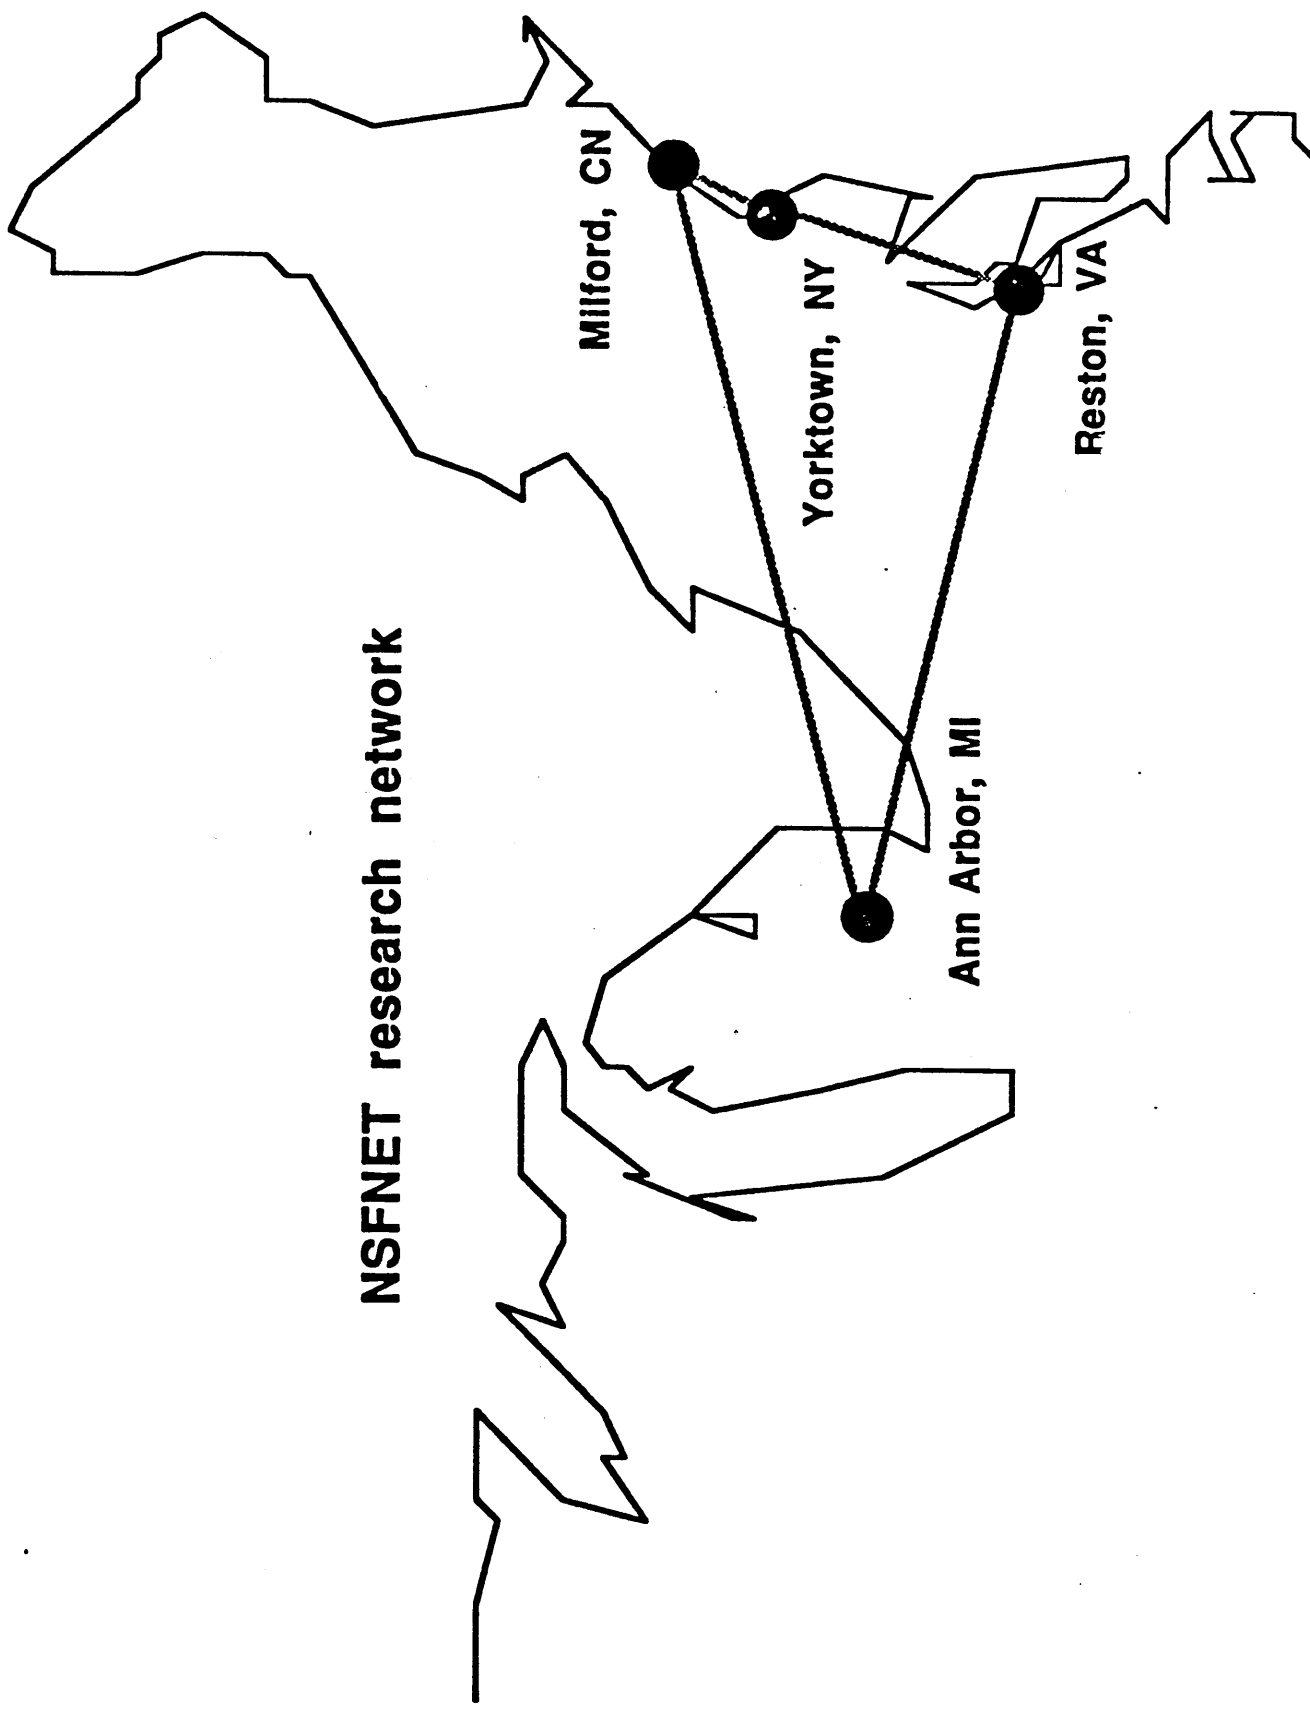 NSFNET research network
Milford, CN
Yorktown, NY
Ann Arbor, MI
Reston, VA